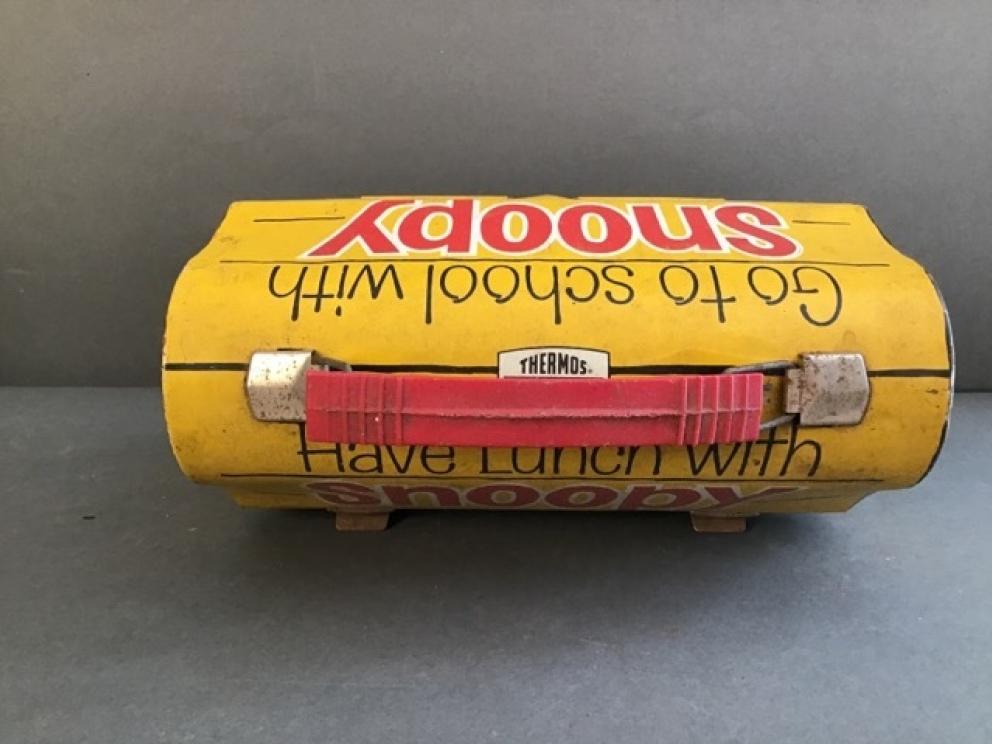 Go to school with
snoopy
THERMOS®
Have Lunch with
snoopy